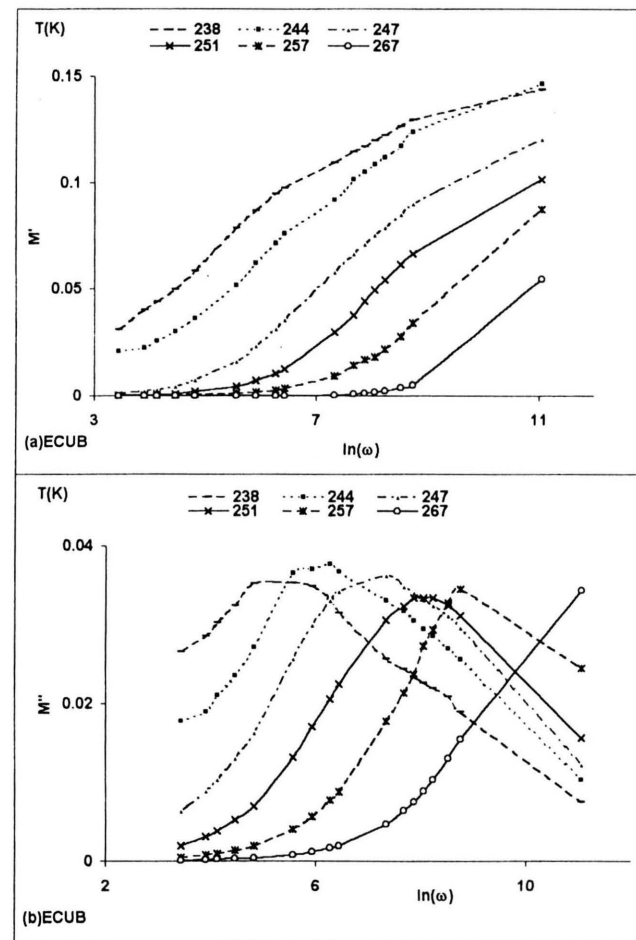 T(K)
238 244 247
251 257 267
0.15
0.1
0.05
0
M'
3 7 11
(a)ECUB
ln(ω)
T(K)
238 244 247
251 257 267
0.04
0.02
0
M''
2 6 10
ln(ω)
(b)ECUB